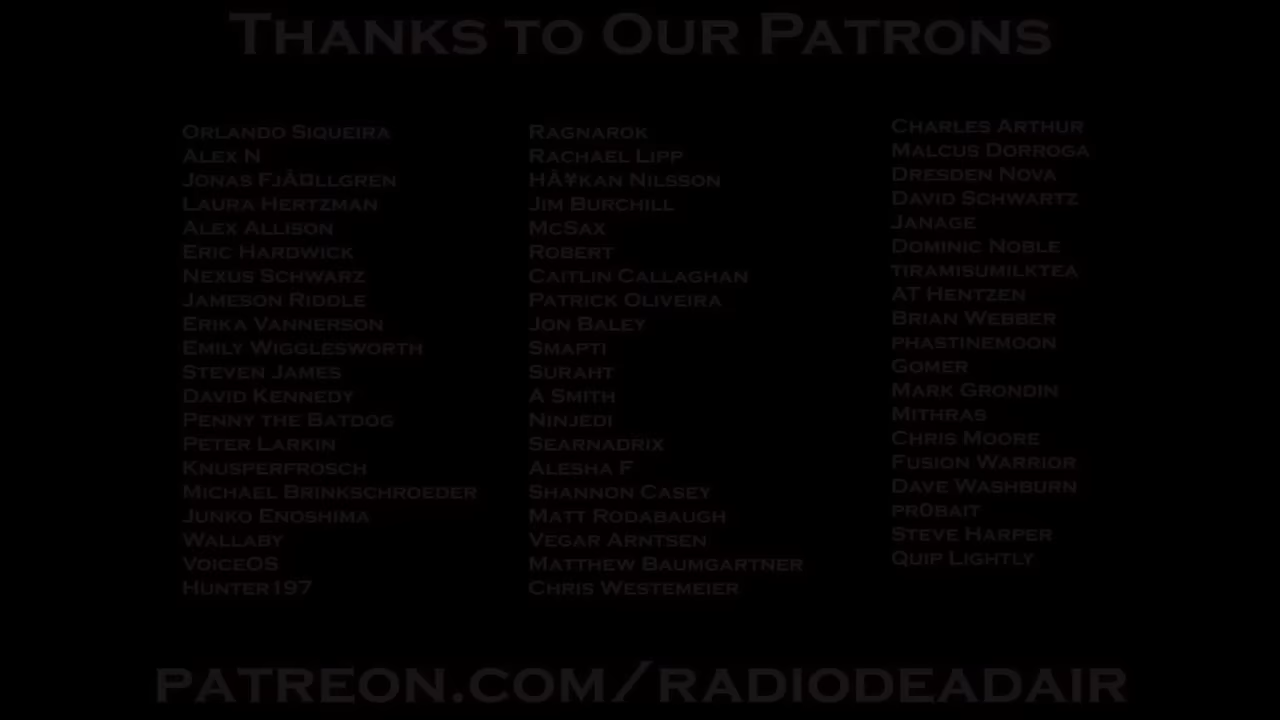 Thanks to Our Patrons
Orlando Siqueira
Alex N
Jonas FjÃ¤llgren
Laura Hertzman
Alex Allison
Eric Hardwick
Nexus Schwarz
Jameson Riddle
Erika Vannerson
Emily Wigglesworth
Steven James
David Kennedy
Penny the Batdog
Peter Larkin
Knusperfrosch
Michael Brinkschroeder
Junko Enoshima
Wallaby
VoiceOS
Hunter197
Ragnarok
Rachael Lipp
HÃ¥kan Nilsson
Jim Burchill
McSax
Robert
Caitlin Callaghan
Patrick Oliveira
Jon Baley
Smapti
Suraht
A Smith
Ninjedi
Searnadrix
Alesha F
Shannon Casey
Matt Rodabaugh
Vegar Arntsen
Matthew Baumgartner
Chris Westemeier
Charles Arthur
Malcus Dorroga
Dresden Nova
David Schwartz
Janage
Dominic Noble
tiramisumilktea
AT Hentzen
Brian Webber
phastinemoon
Gomer
Mark Grondin
Mithras
Chris Moore
Fusion Warrior
Dave Washburn
pr0bait
Steve Harper
Quip Lightly
patreon.com/radiodeadair